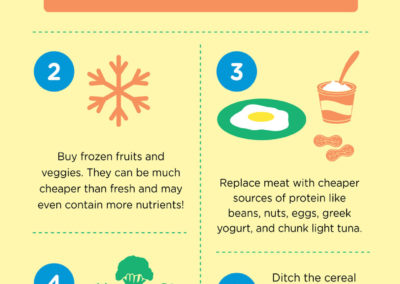 2
3
Buy frozen fruits and
veggies. They can be much
cheaper than fresh and may
even contain more nutrients!
Replace meat with cheaper
sources of protein like
beans, nuts, eggs, greek
yogurt, and chunk light tuna.
4
Ditch the cereal